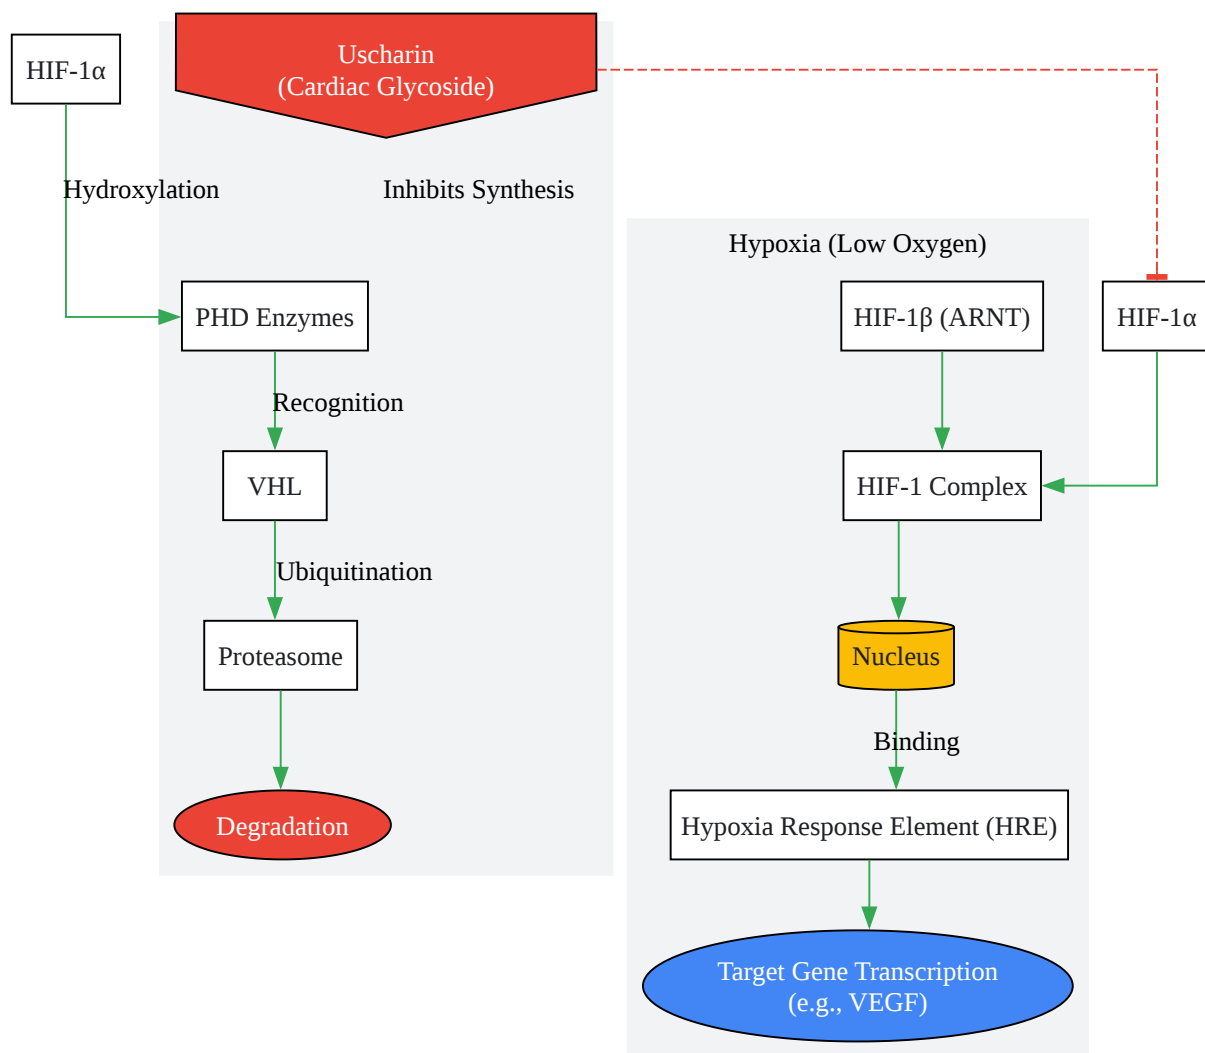 Uscharin
(Cardiac Glycoside)
HIF-1α
Hydroxylation
Inhibits Synthesis
PHD Enzymes
Recognition
VHL
Ubiquitination
Proteasome
Degradation
Hypoxia (Low Oxygen)
HIF-1β (ARNT)
HIF-1α
HIF-1 Complex
Nucleus
Binding
Hypoxia Response Element (HRE)
Target Gene Transcription
(e.g., VEGF)